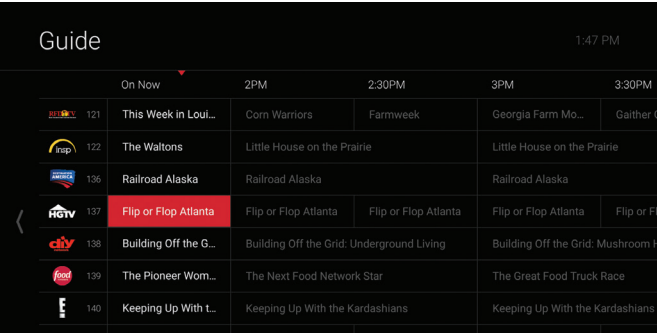 Guide
1:47 PM
On Now 2PM 2:30PM 3PM 3:30PM
RFD TV 121 This Week in Loui... Corn Warriors Farmweek Georgia Farm Mo... Gaither
insp 122 The Waltons Little House on the Prairie Little House on the Prairie
AMERICA 136 Railroad Alaska Railroad Alaska Railroad Alaska
HGTV 137 Flip or Flop Atlanta Flip or Flop Atlanta Flip or Flop Atlanta Flip or Flop Atlanta Flip or F
diy 138 Building Off the G... Building Off the Grid: Underground Living Building Off the Grid: Mushroom H
food 139 The Pioneer Wom... The Next Food Network Star The Great Food Truck Race
E 140 Keeping Up With t... Keeping Up With the Kardashians Keeping Up With the Kardashians